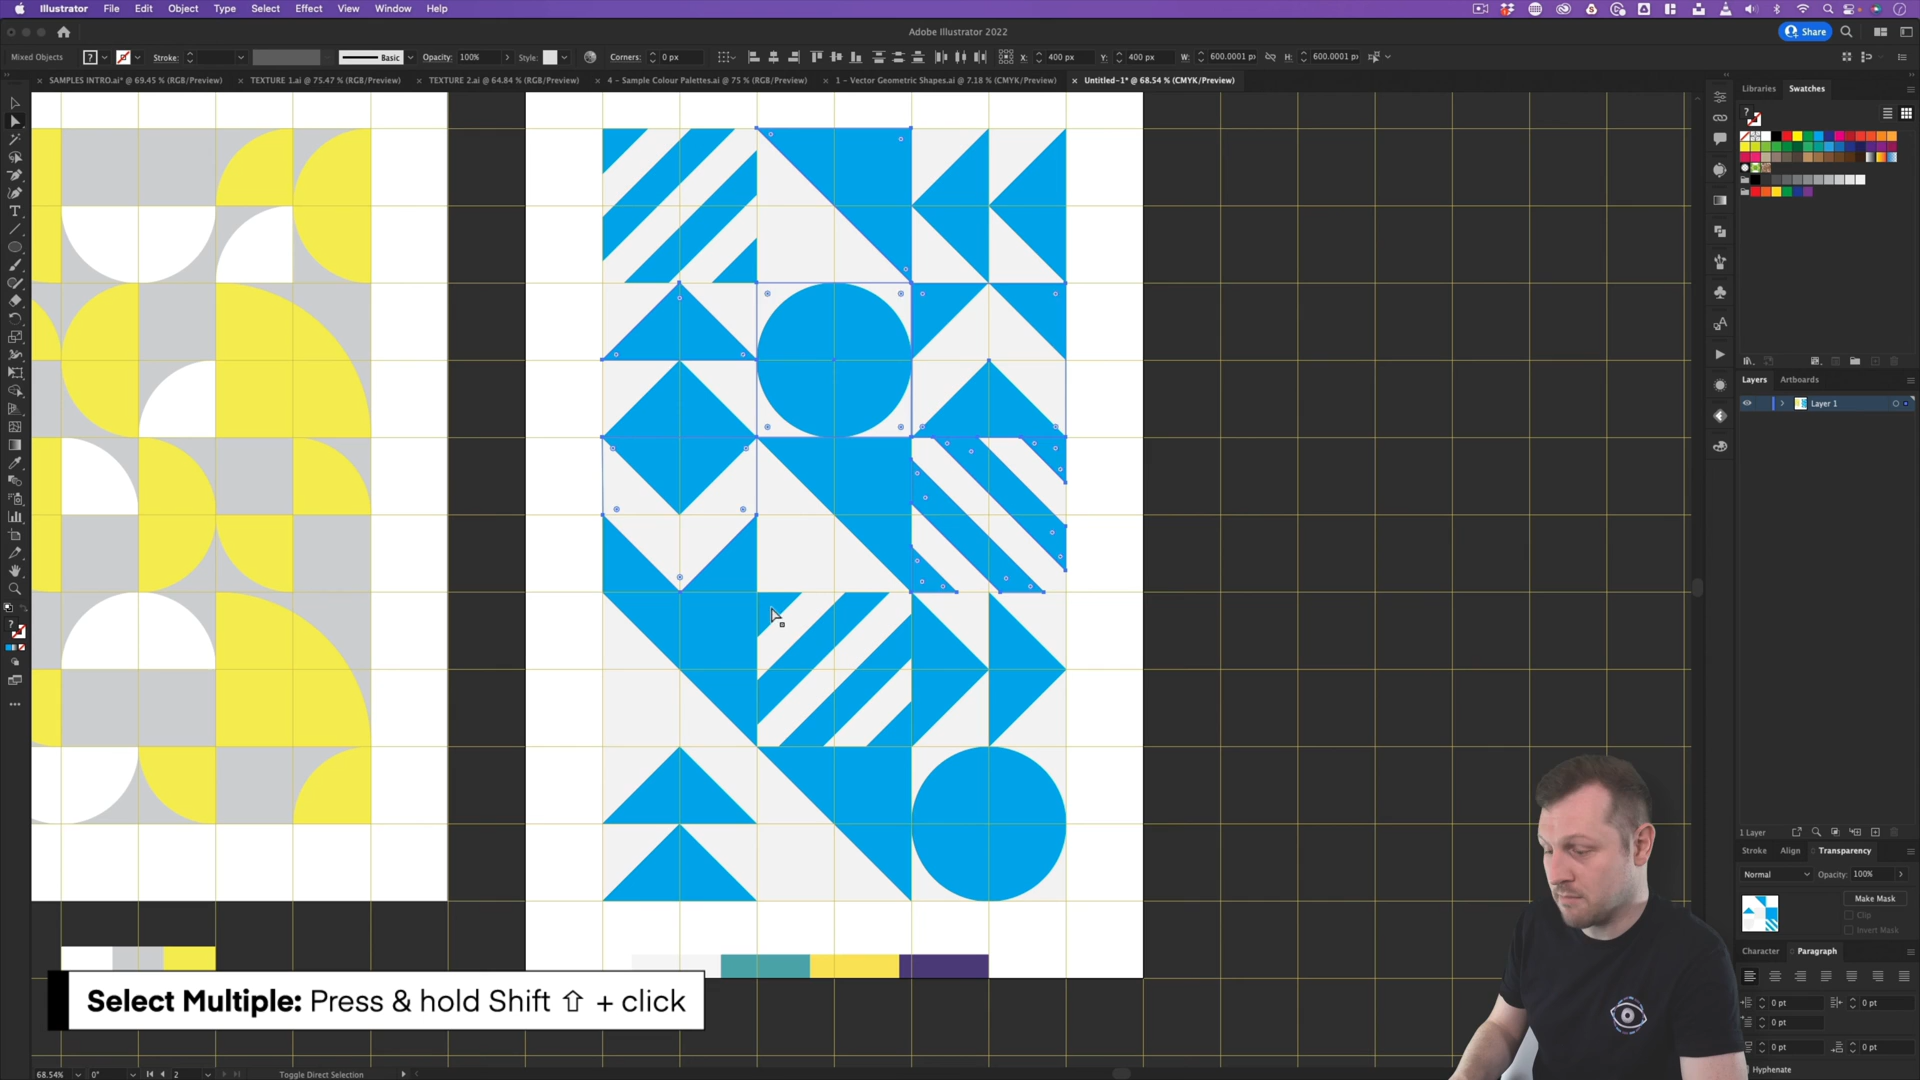 Illustrator File Edit Object Type Select Effect View Window Help
Adobe Illustrator 2022
Share
Mixed Objects Stroke: Basic Opacity: 100% Style: Corners: 0 px X: 400 px Y: 400 px W: 600.0001 px H: 600.0001 px
SAMPLES INTRO.ai* @ 69.45 % (RGB/Preview) TEXTURE 1.ai @ 75.47 % (RGB/Preview) TEXTURE 2.ai @ 64.84 % (RGB/Preview) 4 – Sample Colour Palettes.ai @ 75 % (RGB/Preview) 1 – Vector Geometric Shapes.ai @ 7.18 % (CMYK/Preview) Untitled-1* @ 68.54 % (CMYK/Preview)
Libraries Swatches
Layers Artboards
Layer 1
1 Layer
Stroke Align Transparency
Normal Opacity: 100%
Make Mask
Clip
Invert Mask
Character Paragraph
0 pt 0 pt
0 pt
0 pt 0 pt
Hyphenate
Select Multiple: Press & hold Shift ⇧ + click
68.54% 0° 2 Toggle Direct Selection